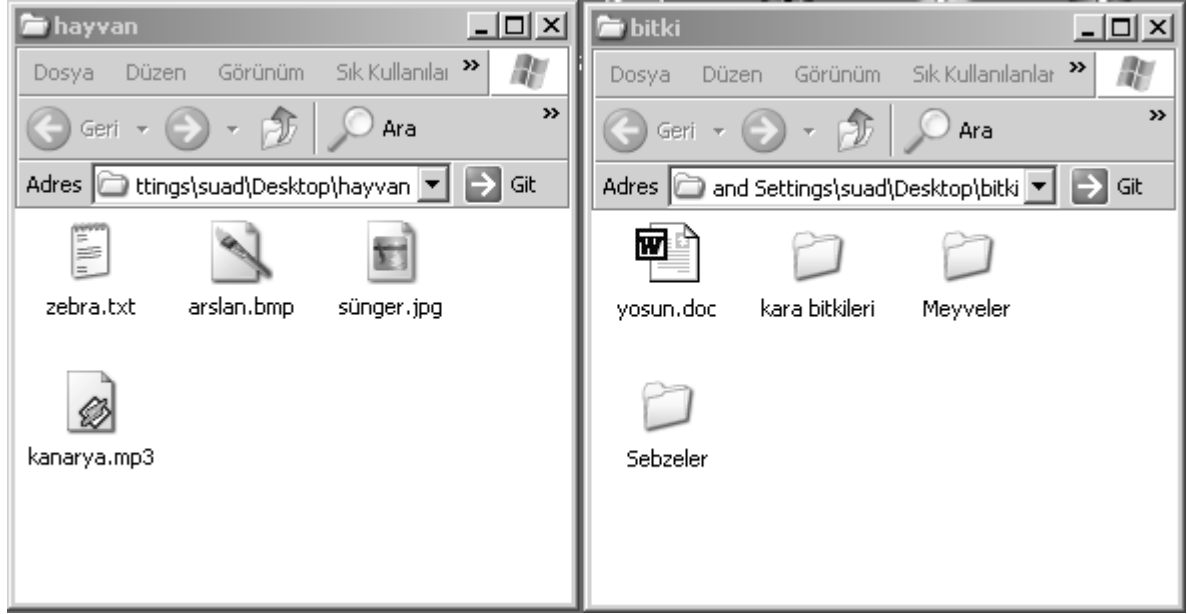 hayvan
Dosya Düzen Görünüm Sık Kullanılar »
Geri Ara »
Adres ttings\suad\Desktop\hayvan Git
zebra.txt arslan.bmp sünger.jpg
kanarya.mp3
bitki
Dosya Düzen Görünüm Sık Kullanılanlar »
Geri Ara »
Adres and Settings\suad\Desktop\bitki Git
yosun.doc kara bitkileri Meyveler
Sebzeler